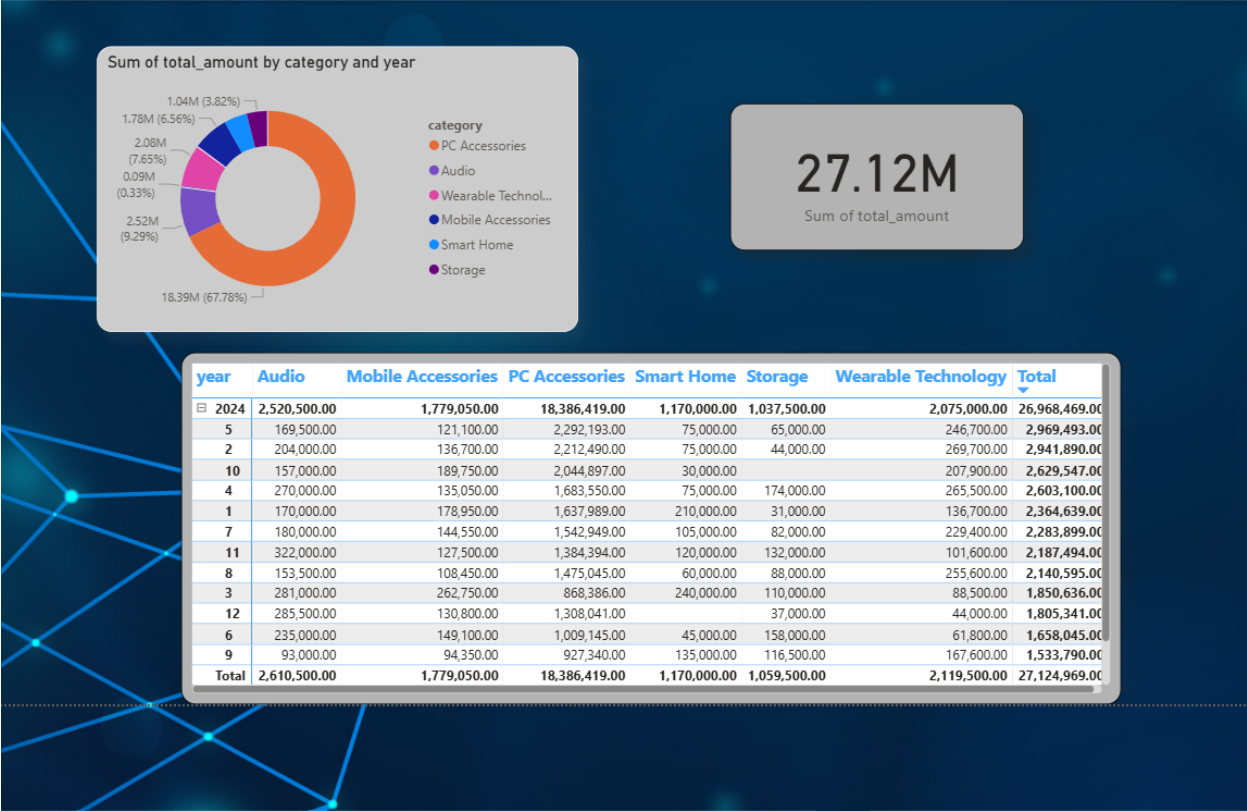 Sum of total_amount by category and year
1.04M (3.82%)
1.78M (6.56%)
2.08M
(7.65%)
0.09M
(0.33%)
2.52M
(9.29%)
18.39M (67.78%)
category
PC Accessories
Audio
Wearable Technol...
Mobile Accessories
Smart Home
Storage
27.12M
Sum of total_amount
year Audio Mobile Accessories PC Accessories Smart Home Storage Wearable Technology Total
2024 2,520,500.00 1,779,050.00 18,386,419.00 1,170,000.00 1,037,500.00 2,075,000.00 26,968,469.00
5 169,500.00 121,100.00 2,292,193.00 75,000.00 65,000.00 246,700.00 2,969,493.00
2 204,000.00 136,700.00 2,212,490.00 75,000.00 44,000.00 269,700.00 2,941,890.00
10 157,000.00 189,750.00 2,044,897.00 30,000.00 207,900.00 2,629,547.00
4 270,000.00 135,050.00 1,683,550.00 75,000.00 174,000.00 265,500.00 2,603,100.00
1 170,000.00 178,950.00 1,637,989.00 210,000.00 31,000.00 136,700.00 2,364,639.00
7 180,000.00 144,550.00 1,542,949.00 105,000.00 82,000.00 229,400.00 2,283,899.00
11 322,000.00 127,500.00 1,384,394.00 120,000.00 132,000.00 101,600.00 2,187,494.00
8 153,500.00 108,450.00 1,475,045.00 60,000.00 88,000.00 255,600.00 2,140,595.00
3 281,000.00 262,750.00 868,386.00 240,000.00 110,000.00 88,500.00 1,850,636.00
12 285,500.00 130,800.00 1,308,041.00 37,000.00 44,000.00 1,805,341.00
6 235,000.00 149,100.00 1,009,145.00 45,000.00 158,000.00 61,800.00 1,658,045.00
9 93,000.00 94,350.00 927,340.00 135,000.00 116,500.00 167,600.00 1,533,790.00
Total 2,610,500.00 1,779,050.00 18,386,419.00 1,170,000.00 1,059,500.00 2,119,500.00 27,124,969.00